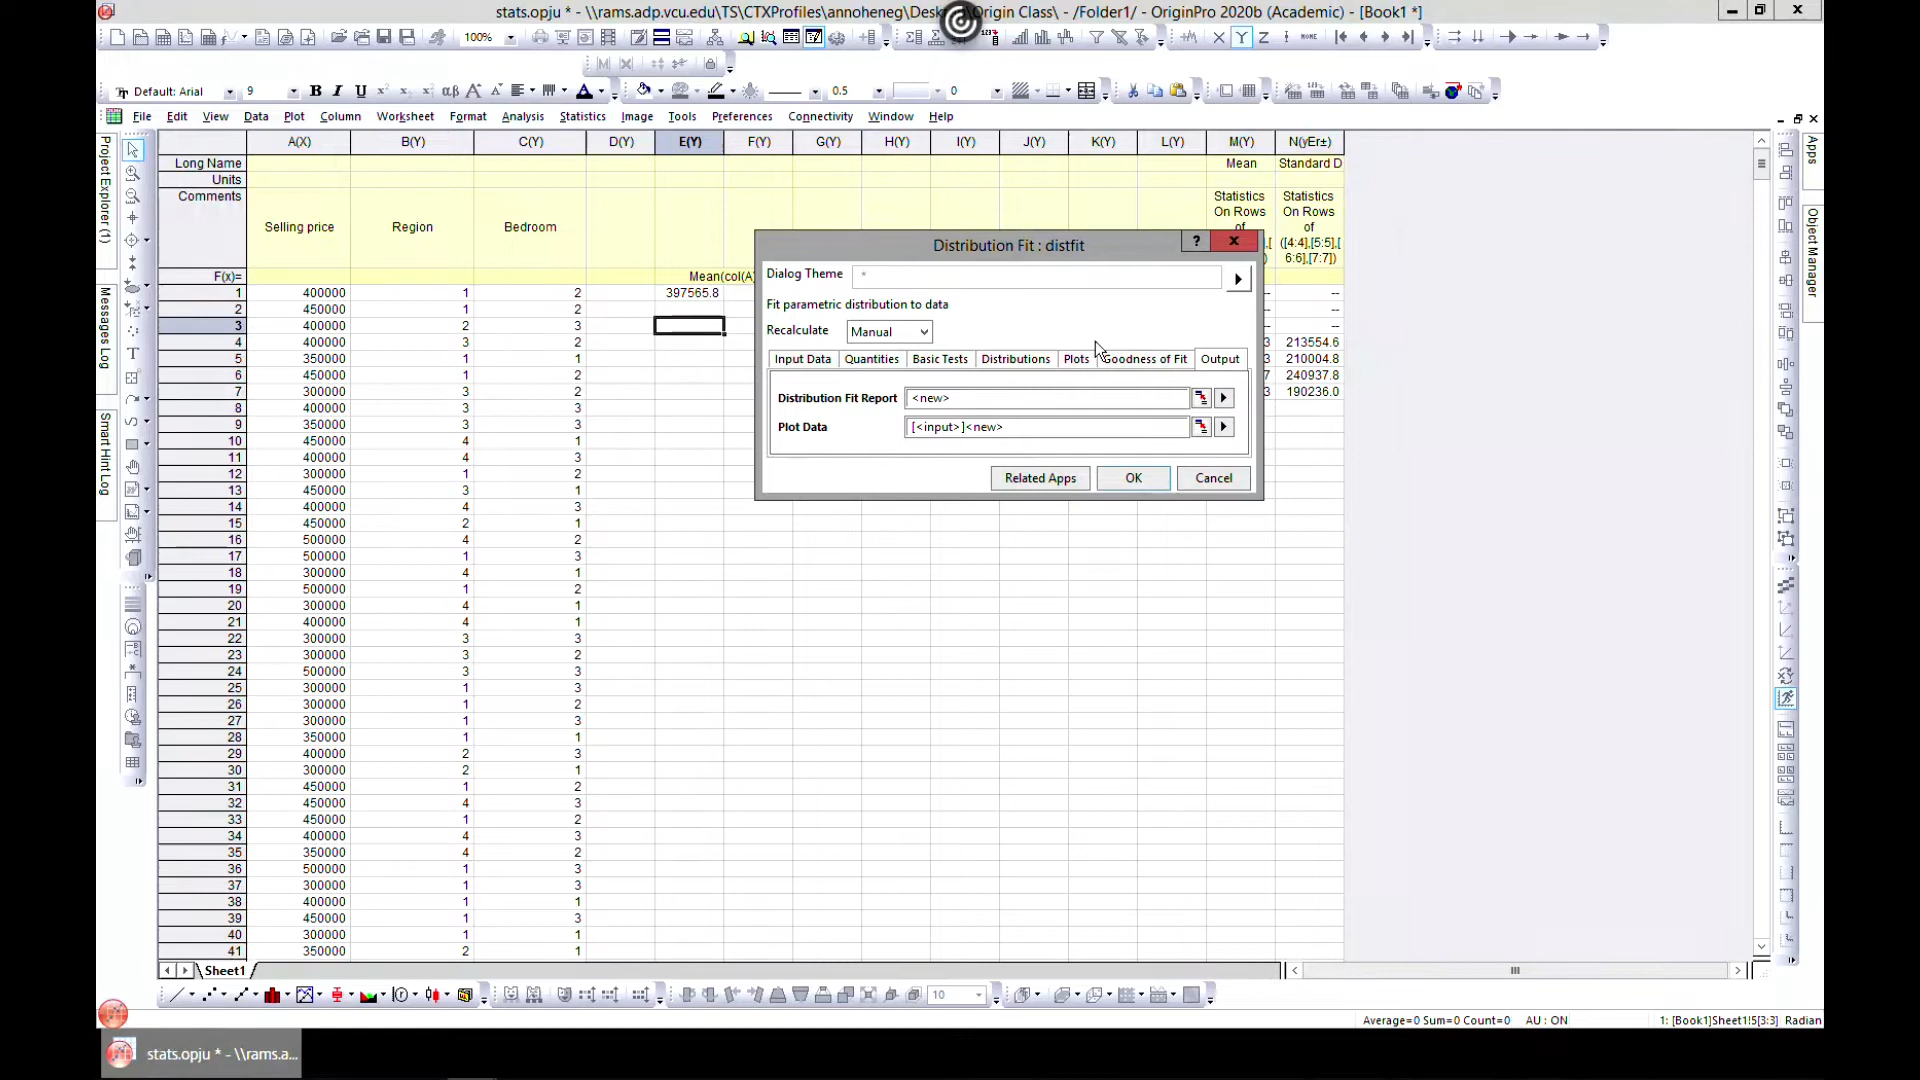 stats.opju * - \\rams.adp.vcu.edu\TS\CTXProfiles\annoheneg\Desk Origin Class\ - /Folder1/ - OriginPro 2020b (Academic) - [Book1 *]
100%
Default: Arial 9 B I U αβ A A A 0.5 0
File Edit View Data Plot Column Worksheet Format Analysis Statistics Image Tools Preferences Connectivity Window Help
Project Explorer (1)
Messages Log
Smart Hint Log
Apps
Object Manager
A(X) B(Y) C(Y) D(Y) E(Y) F(Y) G(Y) H(Y) I(Y) J(Y) K(Y) L(Y) M(Y) N(yEr±)
Long Name Mean Standard D
Units
Comments Selling price Region Bedroom
Statistics On Rows of
Statistics On Rows of ([4:4],[5:5],[ 6:6],[7:7])
F(x)= Mean(col(A)
1 400000 1 2 397565.8 --
2 450000 1 2 --
3 400000 2 3 --
4 400000 3 2 3 213554.6
5 350000 1 1 3 210004.8
6 450000 1 2 7 240937.8
7 300000 3 2 3 190236.0
8 400000 3 3
9 350000 3 3
10 450000 4 1
11 400000 4 3
12 300000 1 2
13 450000 3 1
14 400000 4 3
15 450000 2 1
16 500000 4 2
17 500000 1 3
18 300000 4 1
19 500000 1 2
20 300000 4 1
21 400000 4 1
22 300000 3 3
23 300000 3 2
24 500000 3 3
25 300000 1 3
26 300000 1 2
27 300000 1 3
28 350000 1 1
29 400000 2 3
30 300000 2 1
31 450000 1 2
32 450000 4 3
33 450000 1 2
34 400000 4 3
35 350000 4 2
36 500000 1 3
37 300000 1 3
38 400000 1 1
39 450000 1 3
40 300000 1 1
41 350000 2 1
Distribution Fit : distfit
Dialog Theme *
Fit parametric distribution to data
Recalculate Manual
Input Data Quantities Basic Tests Distributions Plots Goodness of Fit Output
Distribution Fit Report <new>
Plot Data [<input>]<new>
Related Apps OK Cancel
Sheet1
10
Average=0 Sum=0 Count=0 AU : ON 1: [Book1]Sheet1!5[3:3] Radian
stats.opju * - \\rams.a...